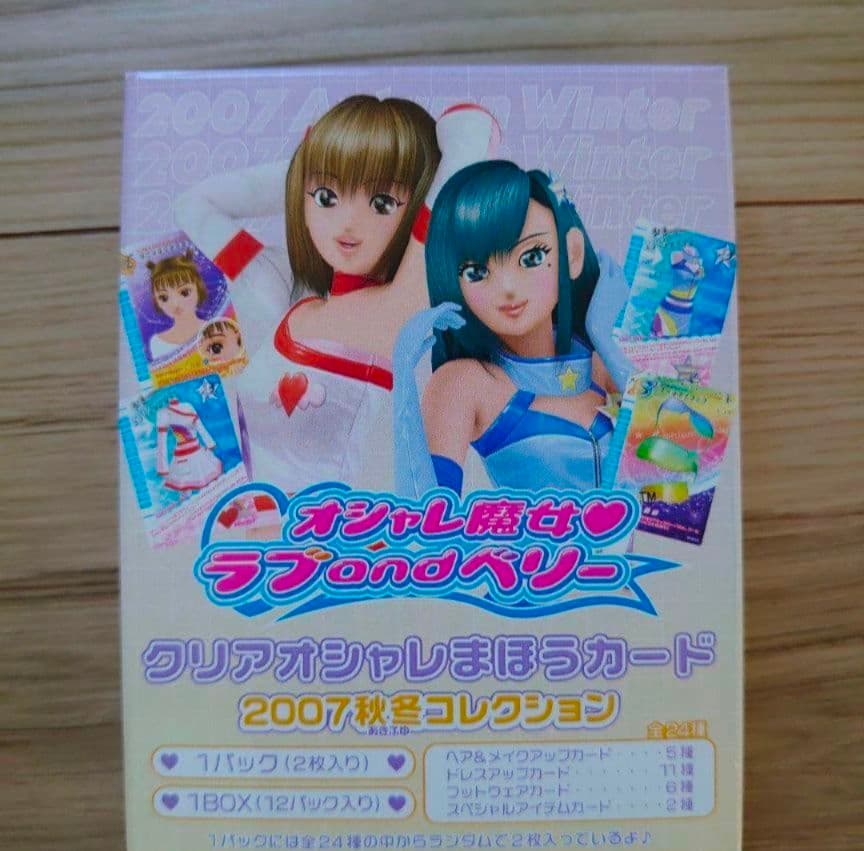 2007 Autumn Winter
2007 Winter
Winter
オシャレ魔女♥
ラブandベリー
TM
クリアオシャレまほうカード
2007秋冬コレクション
あきふゆ
全24種
♥ 1パック(2枚入り) ♥
♥ 1BOX(12パック入り) ♥
ヘア&メイクアップカード・・・・5種
ドレスアップカード・・・・・・11種
フットウェアカード・・・・・・6種
スペシャルアイテムカード・・・2種
1パックには全24種の中からランダムで2枚入っているよ♪